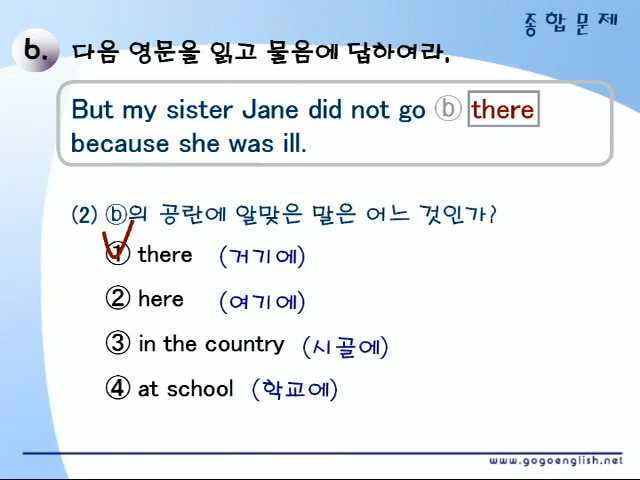 종합문제
6. 다음 영문을 읽고 물음에 답하여라.
But my sister Jane did not go ⓑ there
because she was ill.
(2) ⓑ의 공란에 알맞은 말은 어느 것인가?
① there (거기에)
② here (여기에)
③ in the country (시골에)
④ at school (학교에)
www.gogoenglish.net